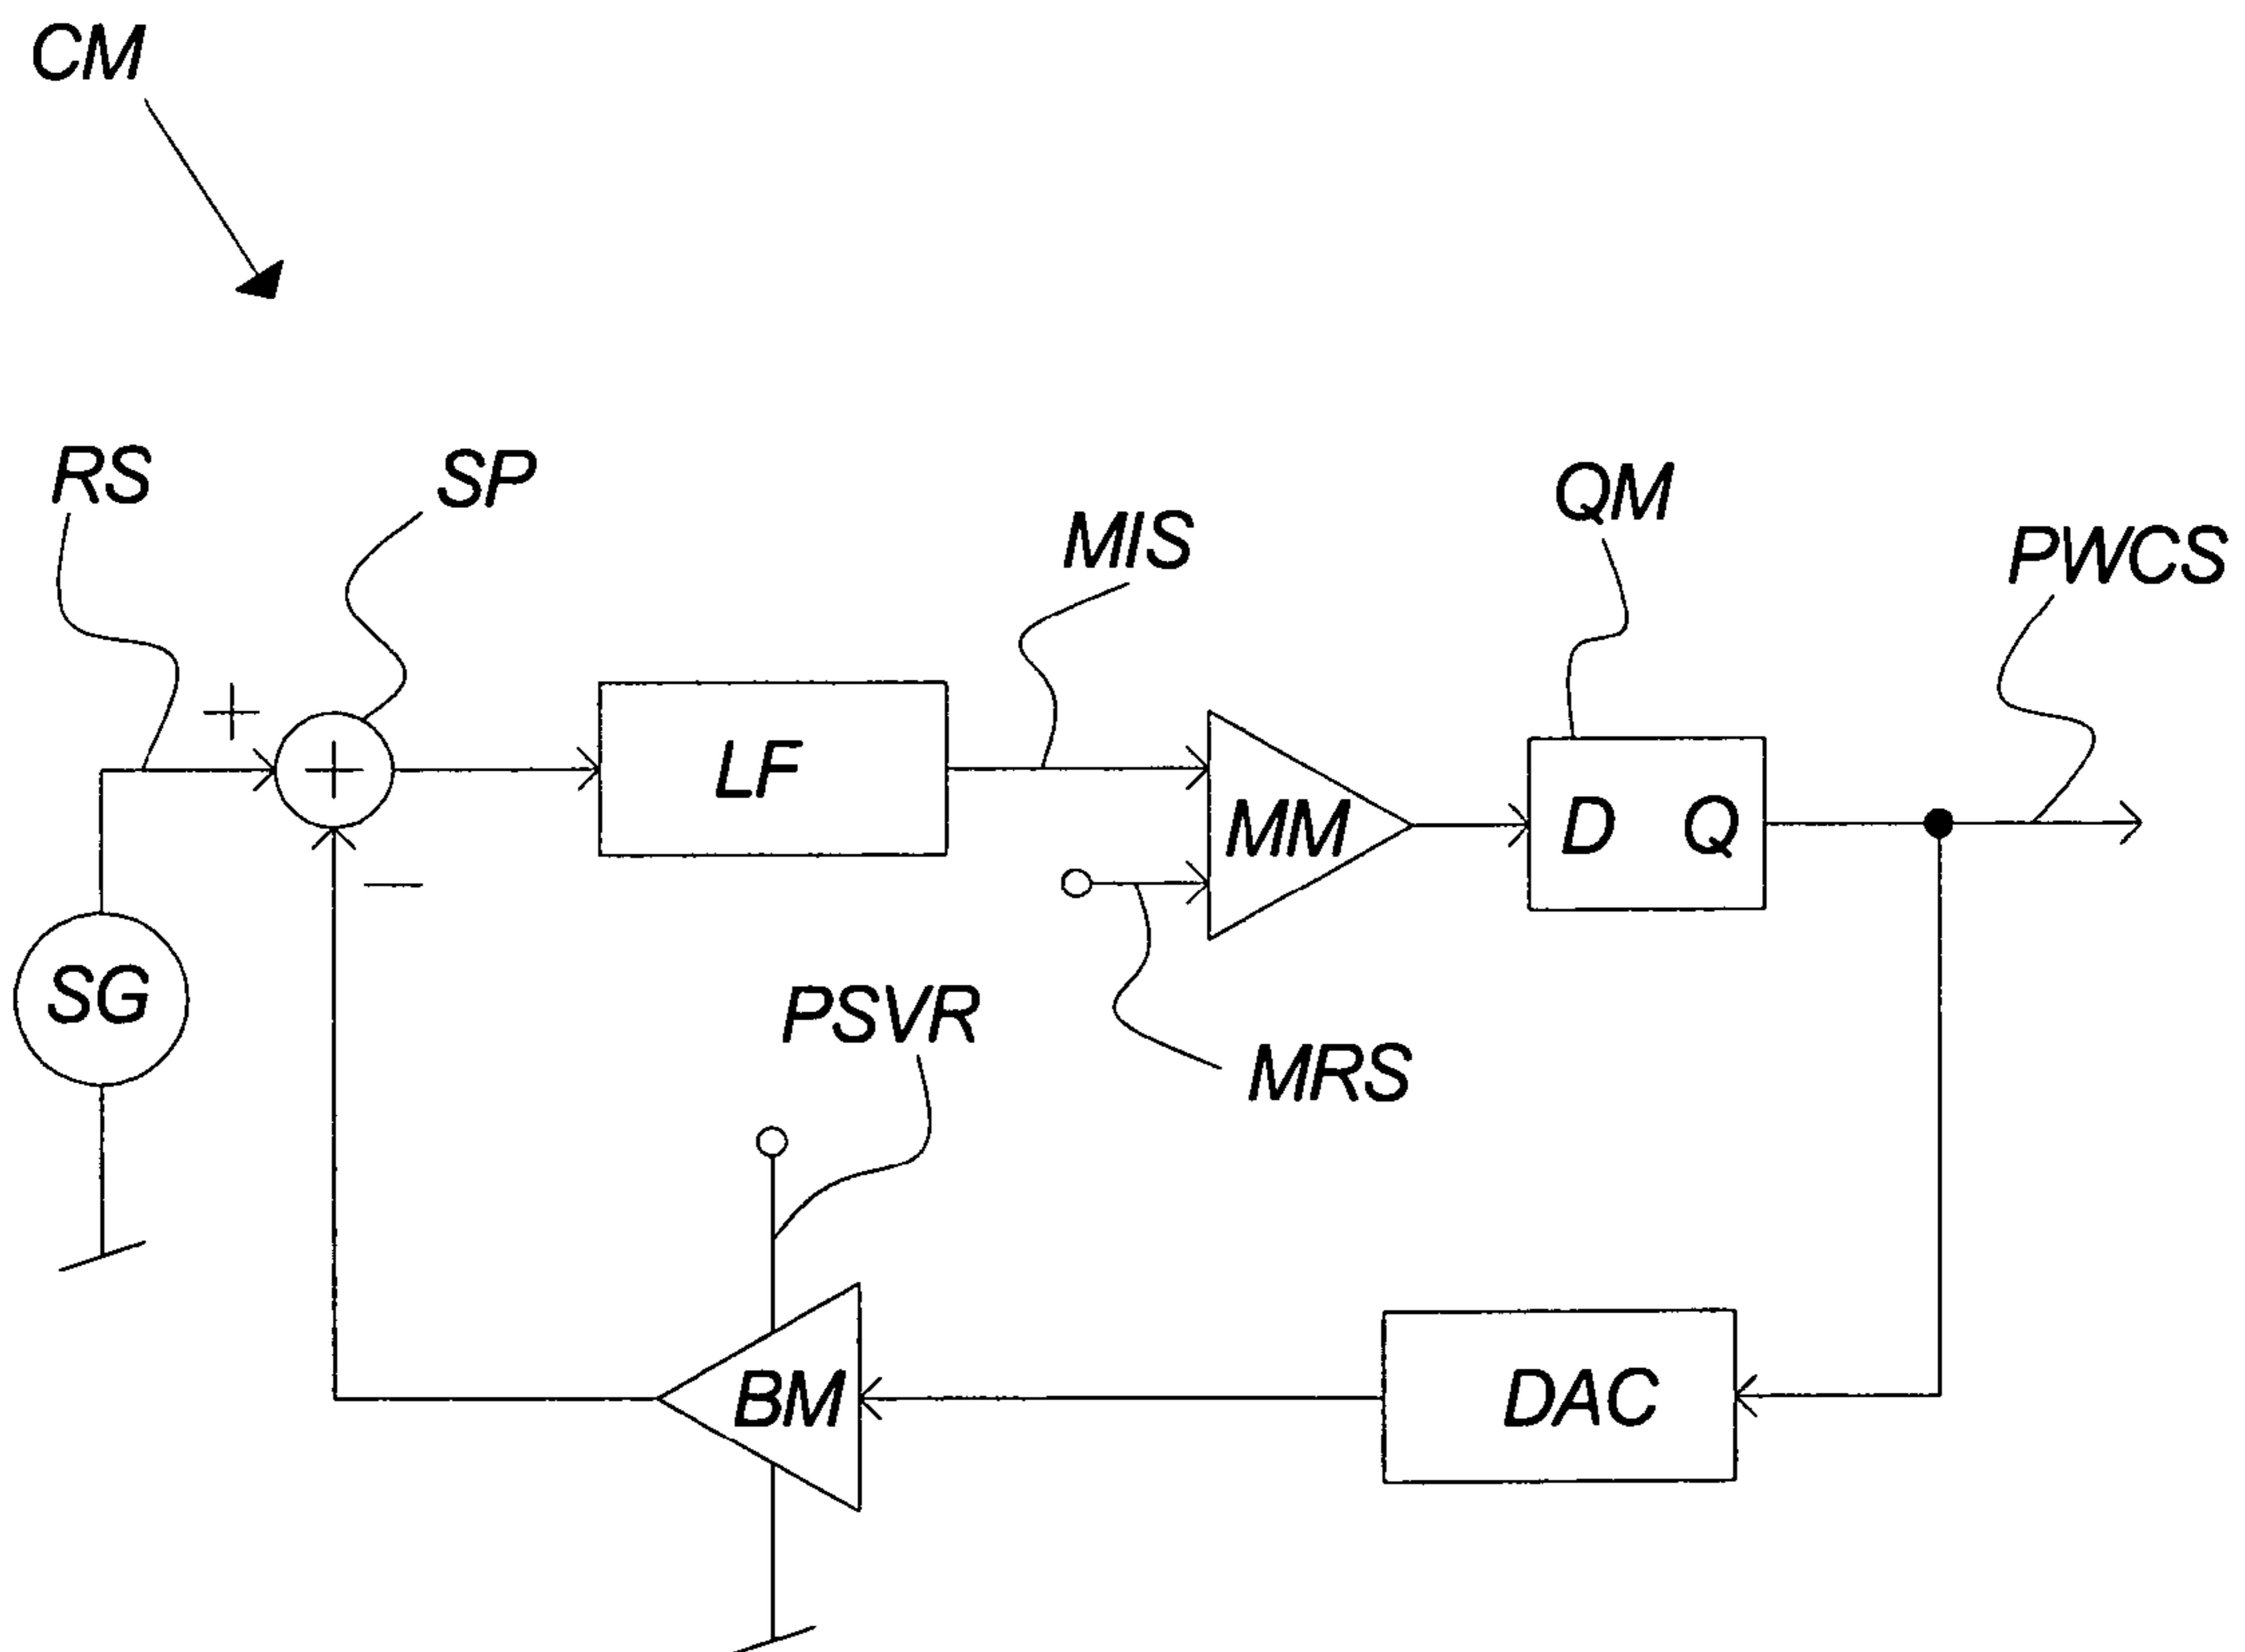 CM
RS
SP
MIS
QM
PWCS
+
+
LF
MM
D Q
−
SG
PSVR
MRS
BM
DAC